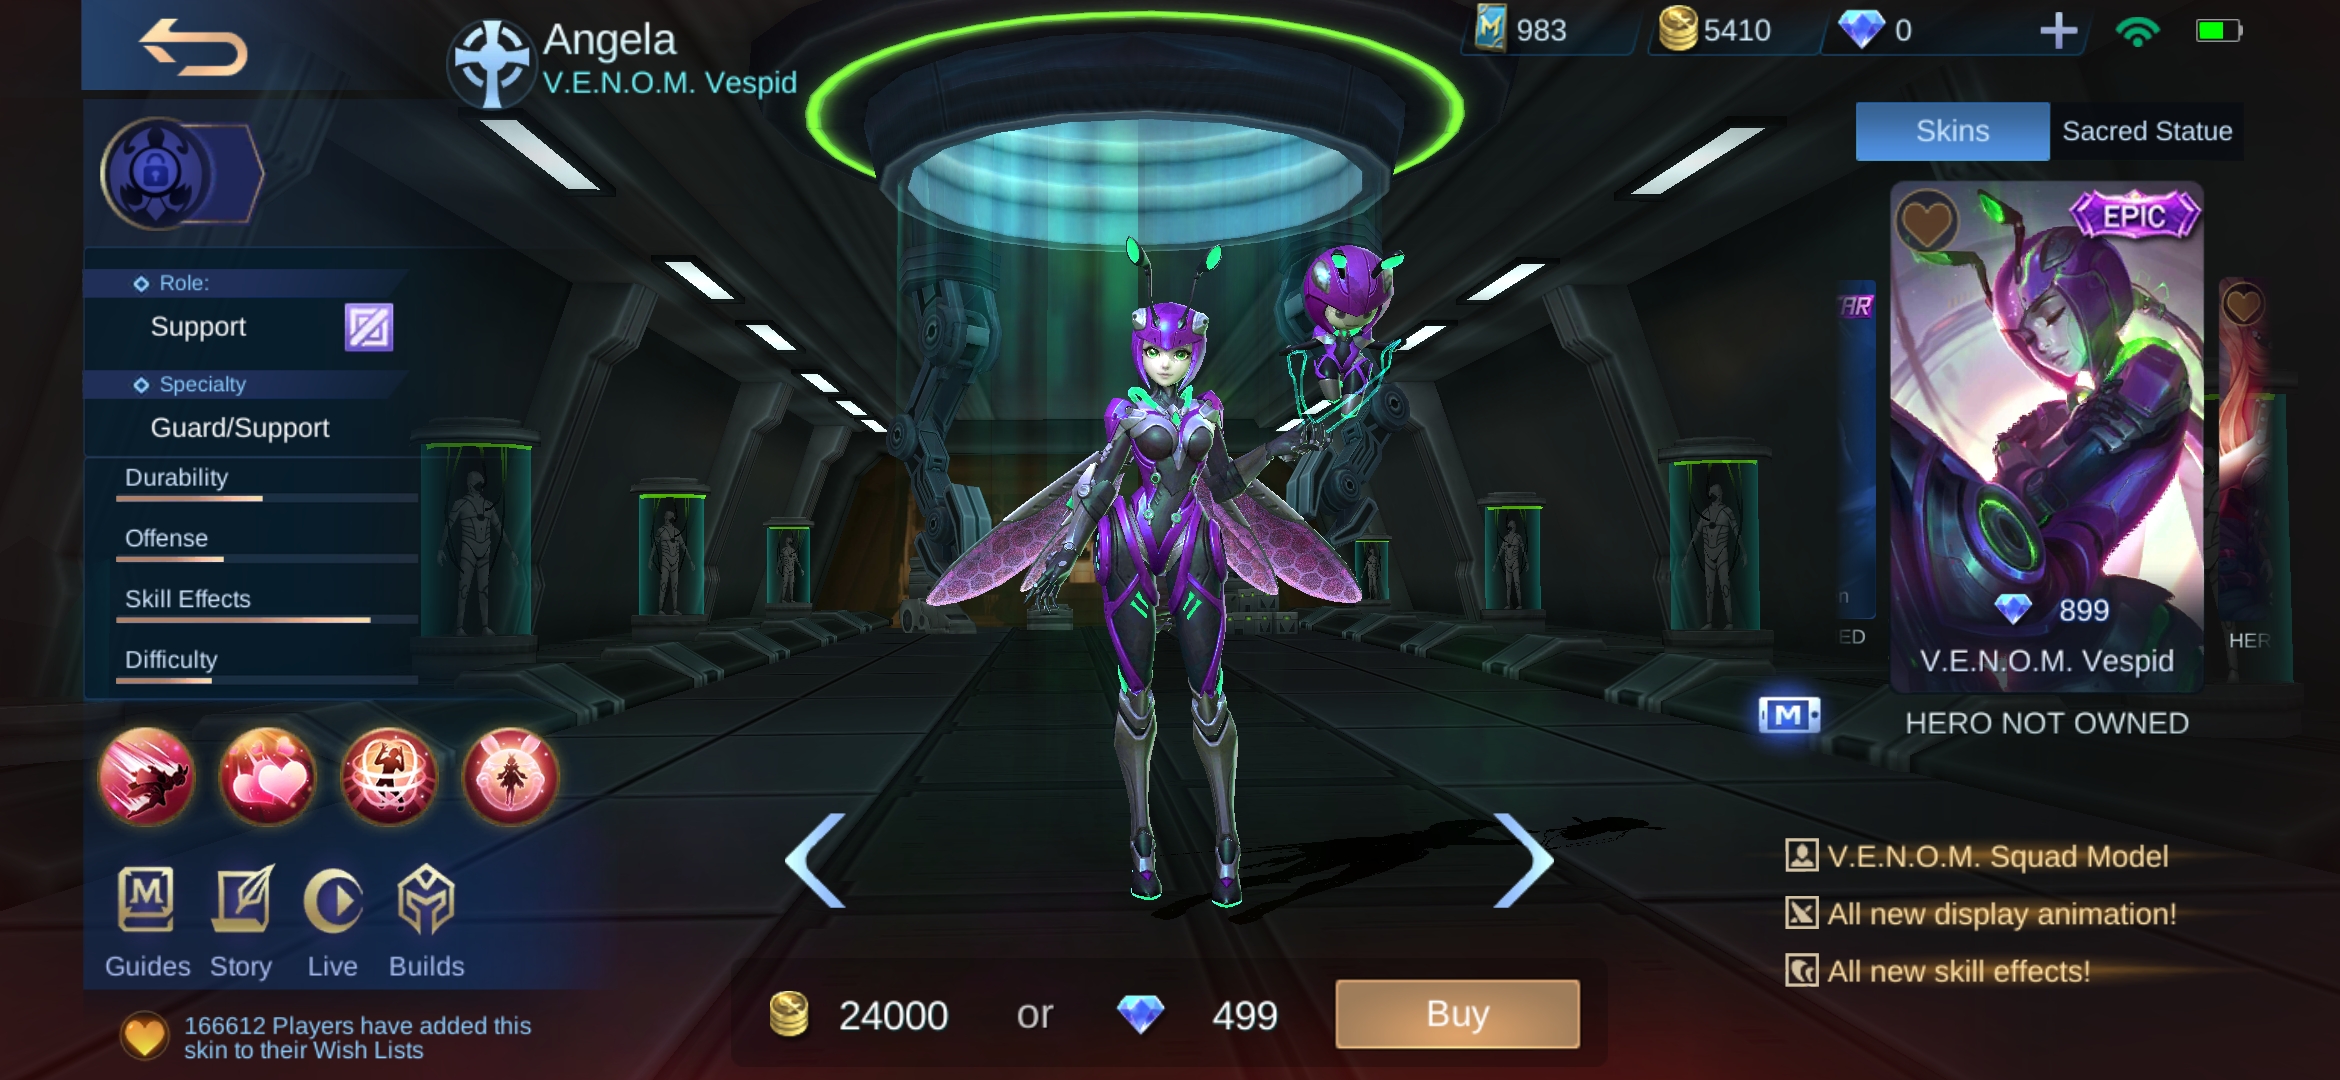 Angela
V.E.N.O.M. Vespid
983
5410
0
Skins
Sacred Statue
Role:
Support
Specialty
Guard/Support
Durability
Offense
Skill Effects
Difficulty
Guides
Story
Live
Builds
166612 Players have added this
skin to their Wish Lists
24000 or 499
Buy
EPIC
899
V.E.N.O.M. Vespid
HERO NOT OWNED
AR
ED
HER
M
V.E.N.O.M. Squad Model
All new display animation!
All new skill effects!